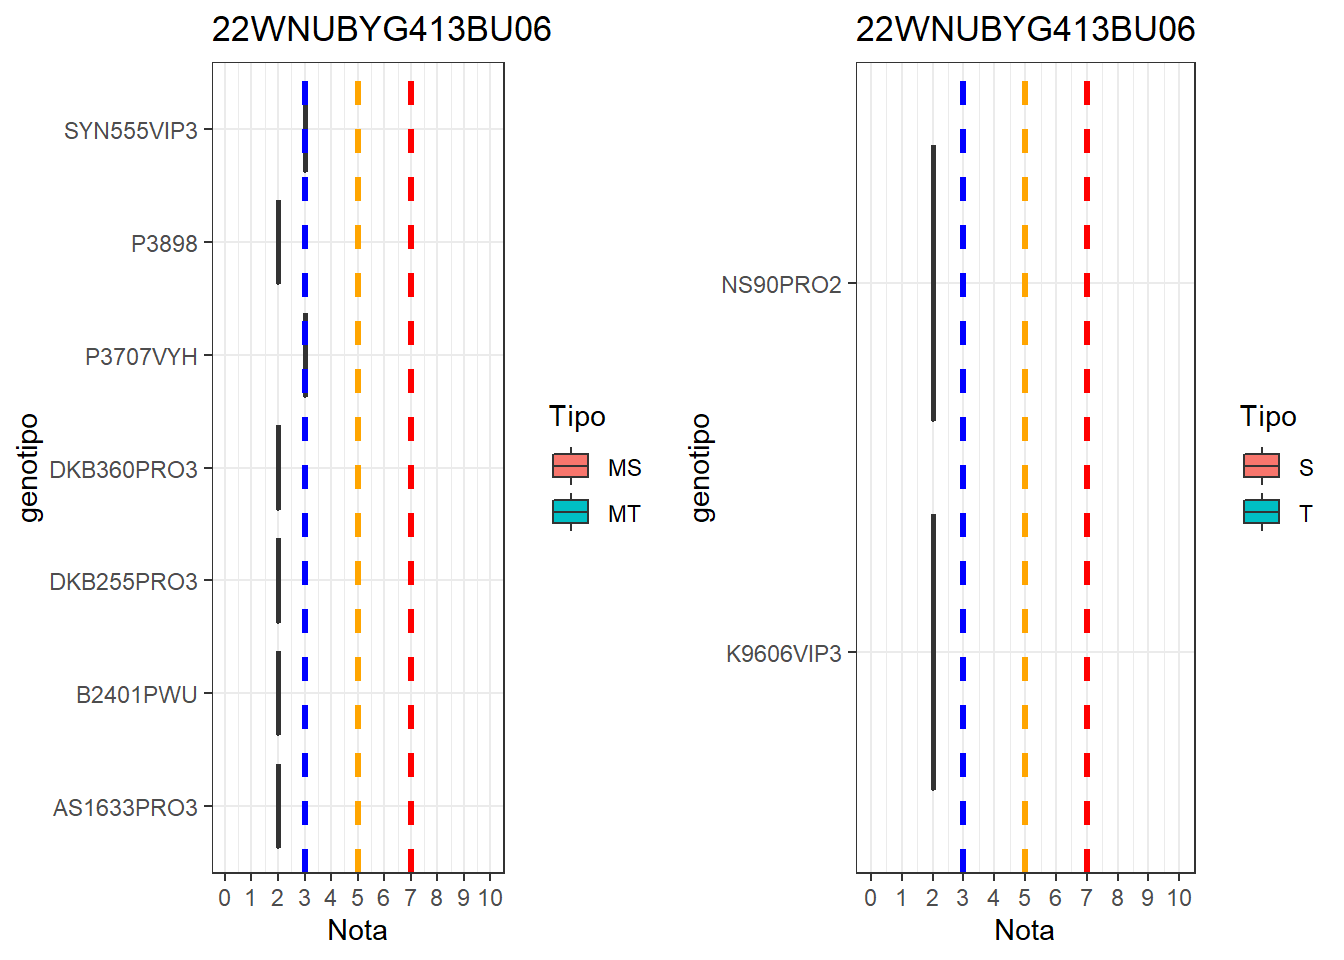 22WNUBYG413BU06
genotipo
SYN555VIP3
P3898
P3707VYH
DKB360PRO3
DKB255PRO3
B2401PWU
AS1633PRO3
0 1 2 3 4 5 6 7 8 9 10
Nota
Tipo
MS
MT
22WNUBYG413BU06
genotipo
NS90PRO2
K9606VIP3
0 1 2 3 4 5 6 7 8 9 10
Nota
Tipo
S
T